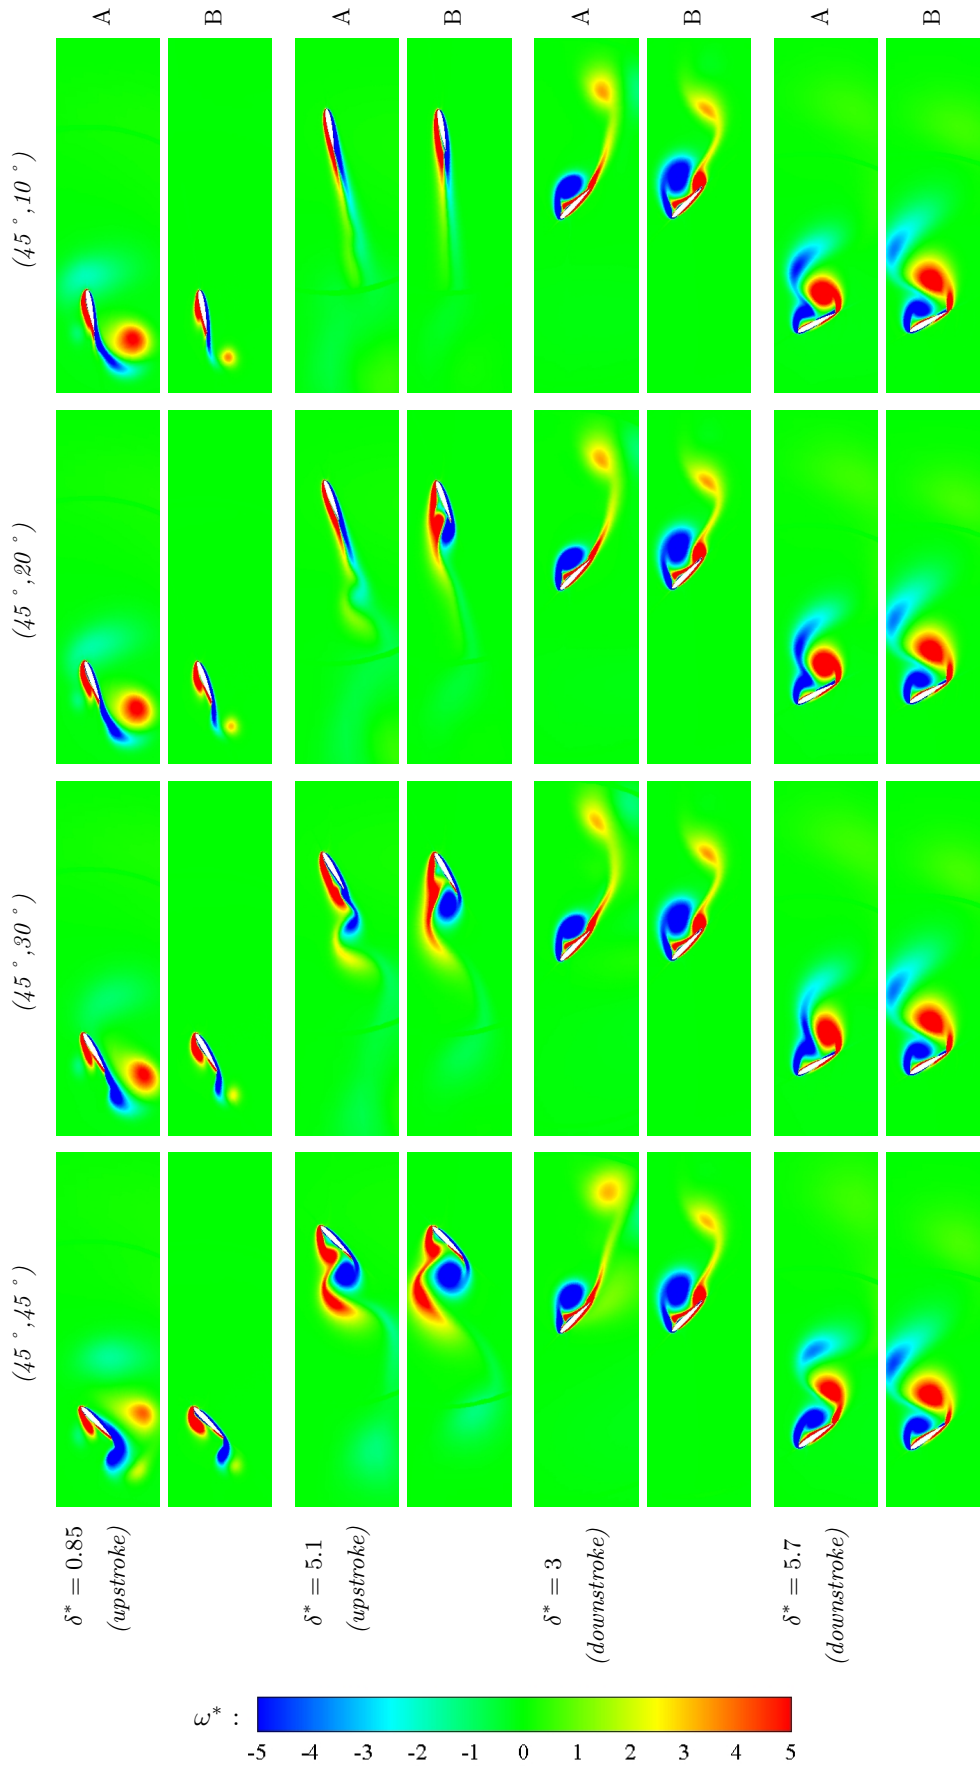 (45°,45°)
(45°,30°)
(45°,20°)
(45°,10°)
δ* = 0.85
(upstroke)
A
B
δ* = 5.1
(upstroke)
A
B
δ* = 3
(downstroke)
A
B
δ* = 5.7
(downstroke)
A
B
ω* :
-5 -4 -3 -2 -1 0 1 2 3 4 5